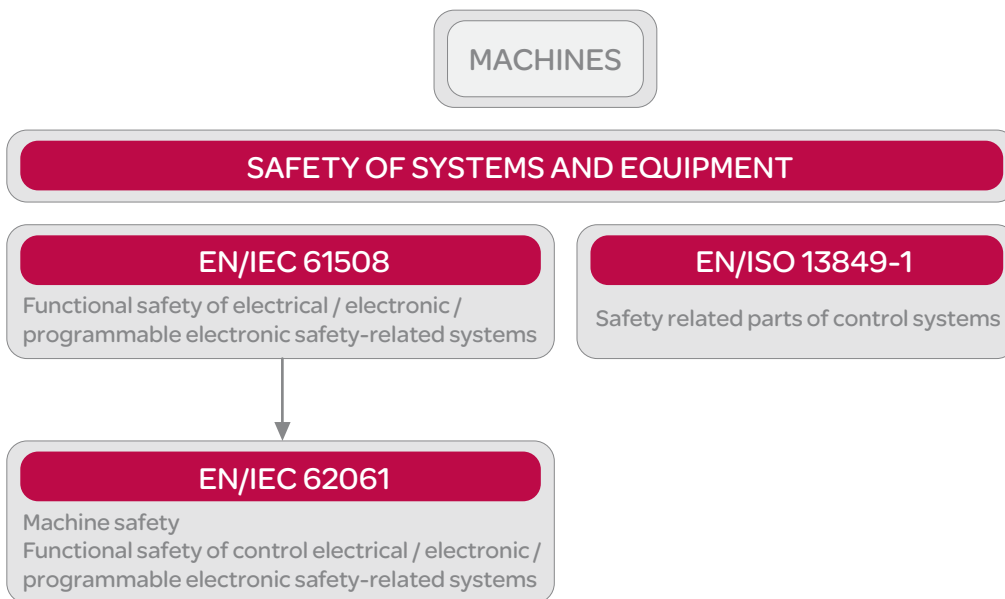 MACHINES
SAFETY OF SYSTEMS AND EQUIPMENT
EN/IEC 61508
Functional safety of electrical / electronic /
programmable electronic safety-related systems
EN/ISO 13849-1
Safety related parts of control systems
EN/IEC 62061
Machine safety
Functional safety of control electrical / electronic /
programmable electronic safety-related systems